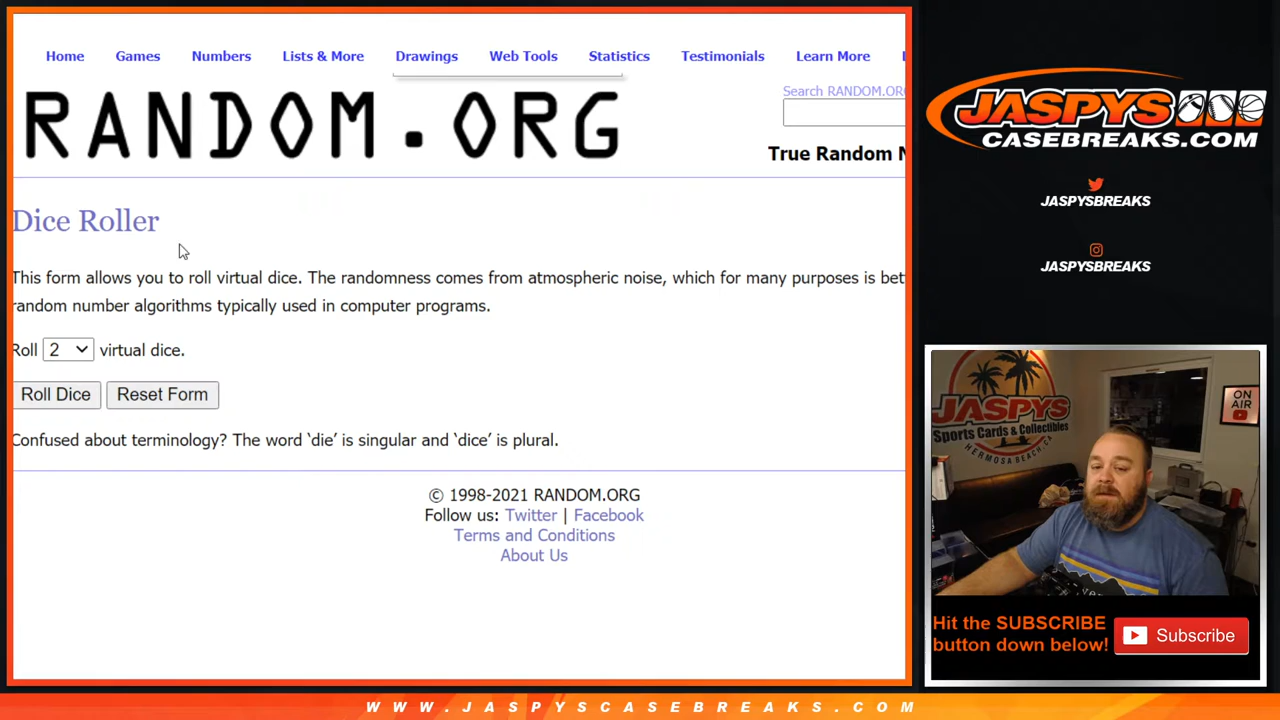 Home Games Numbers Lists & More Drawings Web Tools Statistics Testimonials Learn More
RANDOM.ORG
Search RANDOM.ORG
True Random N
Dice Roller
This form allows you to roll virtual dice. The randomness comes from atmospheric noise, which for many purposes is bet
random number algorithms typically used in computer programs.
Roll 2 virtual dice.
Roll Dice Reset Form
Confused about terminology? The word ‘die’ is singular and ‘dice’ is plural.
© 1998-2021 RANDOM.ORG
Follow us: Twitter | Facebook
Terms and Conditions
About Us
JASPYS
CASEBREAKS.COM
JASPYSBREAKS
JASPYSBREAKS
JASPYS
Sports Cards & Collectibles
HERMOSA BEACH, CA
ON
AIR
Hit the SUBSCRIBE
button down below!
Subscribe
WWW.JASPYSCASEBREAKS.COM